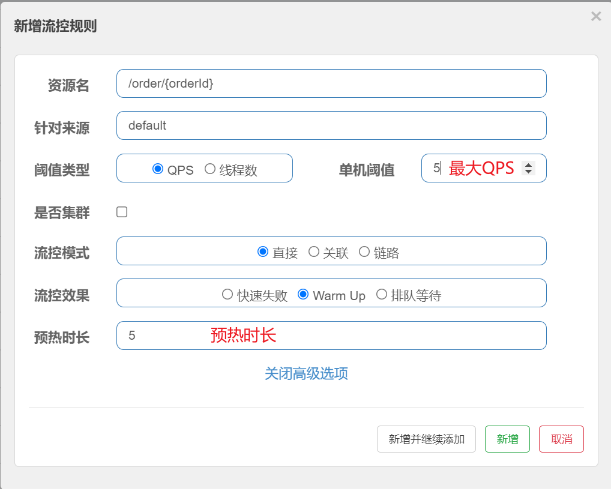 新增流控规则 ×
资源名 /order/{orderId}
针对来源 default
阈值类型 QPS 线程数 单机阈值 5 最大QPS
是否集群
流控模式 直接 关联 链路
流控效果 快速失败 Warm Up 排队等待
预热时长 5 预热时长
关闭高级选项
新增并继续添加 新增 取消